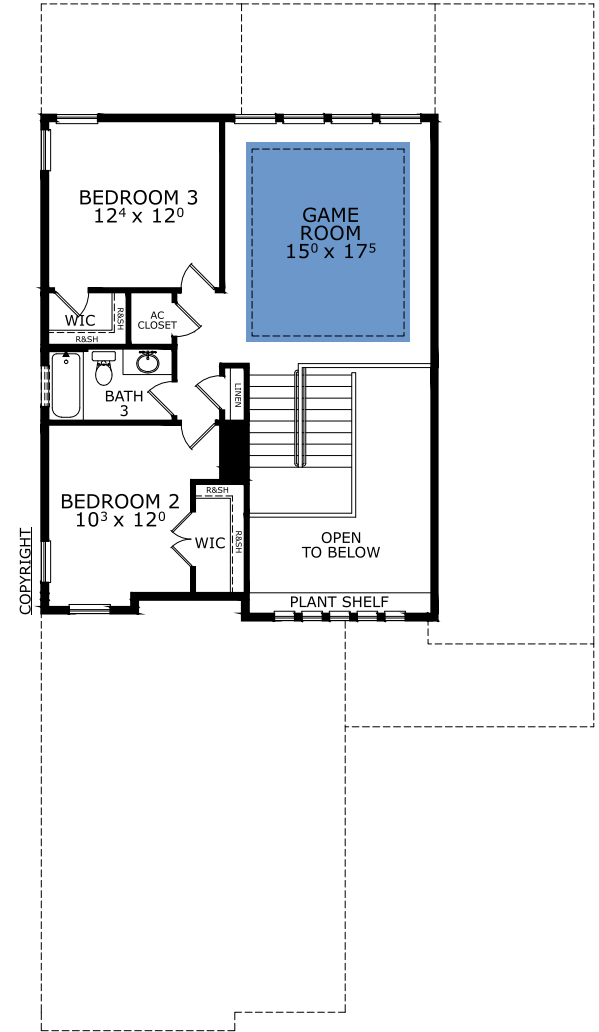 BEDROOM 3
12⁴ x 12⁰
GAME
ROOM
15⁰ x 17⁵
WIC
R&SH
R&SH
AC
CLOSET
BATH
3
LINEN
BEDROOM 2
10³ x 12⁰
R&SH
WIC
R&SH
OPEN
TO BELOW
PLANT SHELF
COPYRIGHT